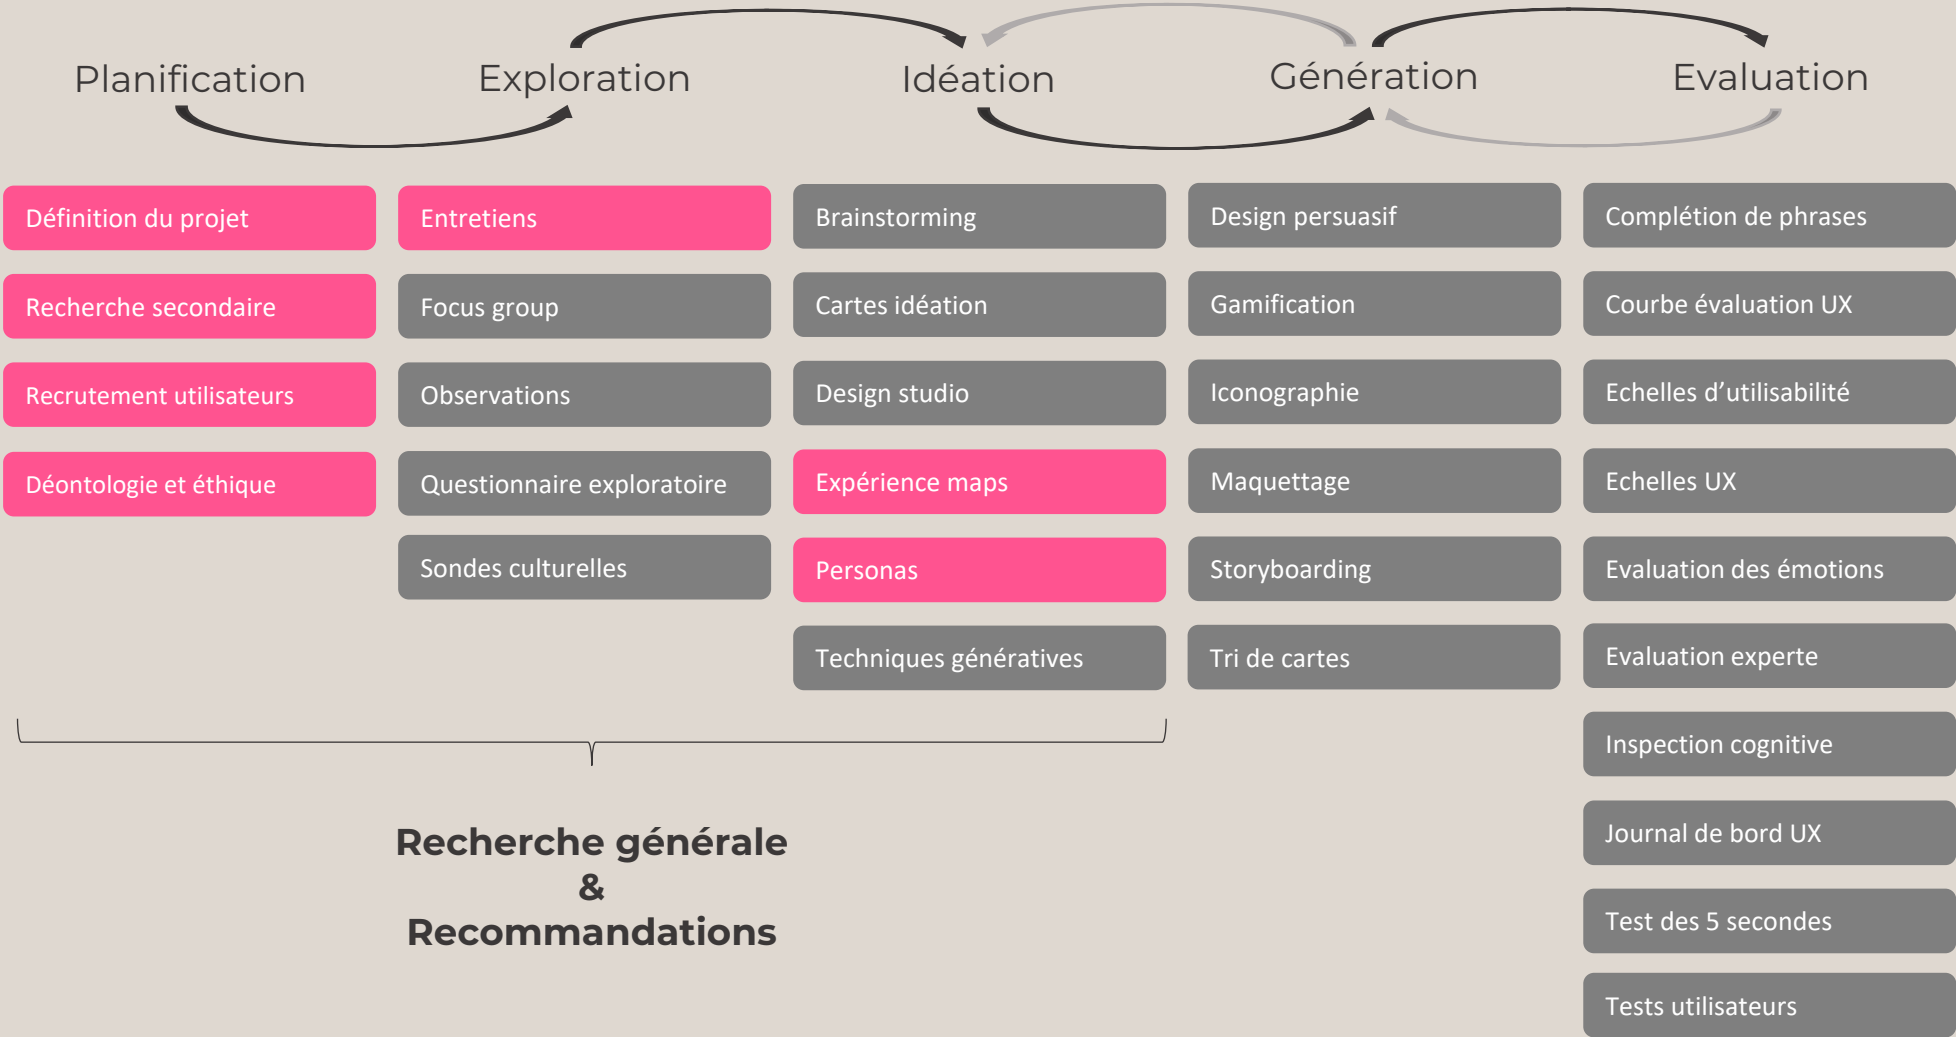 Planification
Exploration
Idéation
Génération
Evaluation
Définition du projet
Recherche secondaire
Recrutement utilisateurs
Déontologie et éthique
Entretiens
Focus group
Observations
Questionnaire exploratoire
Sondes culturelles
Brainstorming
Cartes idéation
Design studio
Expérience maps
Personas
Techniques génératives
Design persuasif
Gamification
Iconographie
Maquettage
Storyboarding
Tri de cartes
Complétion de phrases
Courbe évaluation UX
Echelles d’utilisabilité
Echelles UX
Evaluation des émotions
Evaluation experte
Inspection cognitive
Journal de bord UX
Test des 5 secondes
Tests utilisateurs
Recherche générale
&
Recommandations